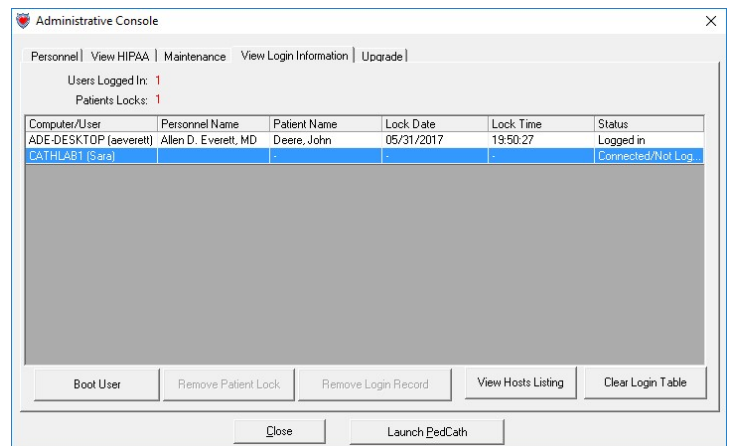 Administrative Console
Personnel View HIPAA Maintenance View Login Information Upgrade
Users Logged In: 1
Patients Locks: 1
Computer/User Personnel Name Patient Name Lock Date Lock Time Status
ADE-DESKTOP (aeverett) Allen D. Everett, MD Deere, John 05/31/2017 19:50:27 Logged in
CATHLAB1 (Sara) - - - Connected/Not Log...
Boot User Remove Patient Lock Remove Login Record View Hosts Listing Clear Login Table
Close Launch PedCath